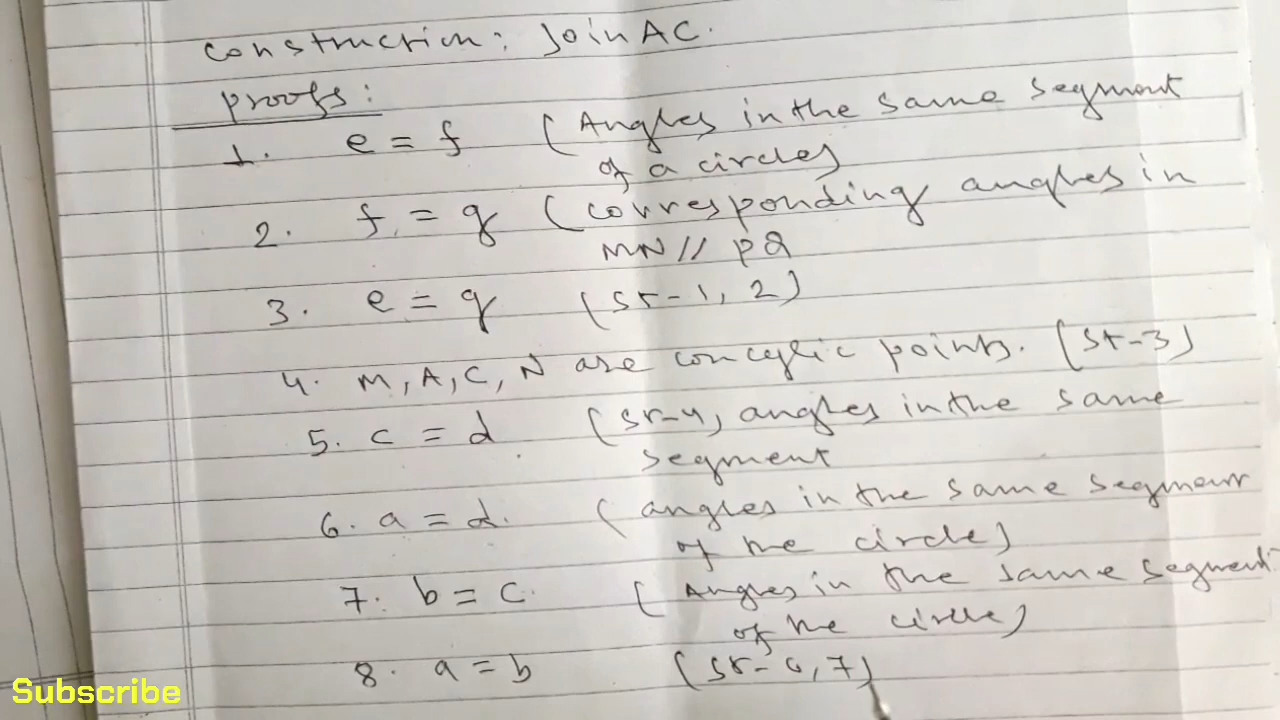 construction: Join AC.
proofs:
1. e = f (Angles in the same segment
of a circles
2. f = g (corresponding angles in
MN // PQ
3. e = g (st-1, 2)
4. M, A, C, N are concyclic points. (st-3)
5. c = d (st-4, angles in the same
segment
6. a = d. (angles in the same segment
of the circle)
7. b = c. (Angles in the same segment
of the circle)
8. a = b (st-6, 7)
Subscribe